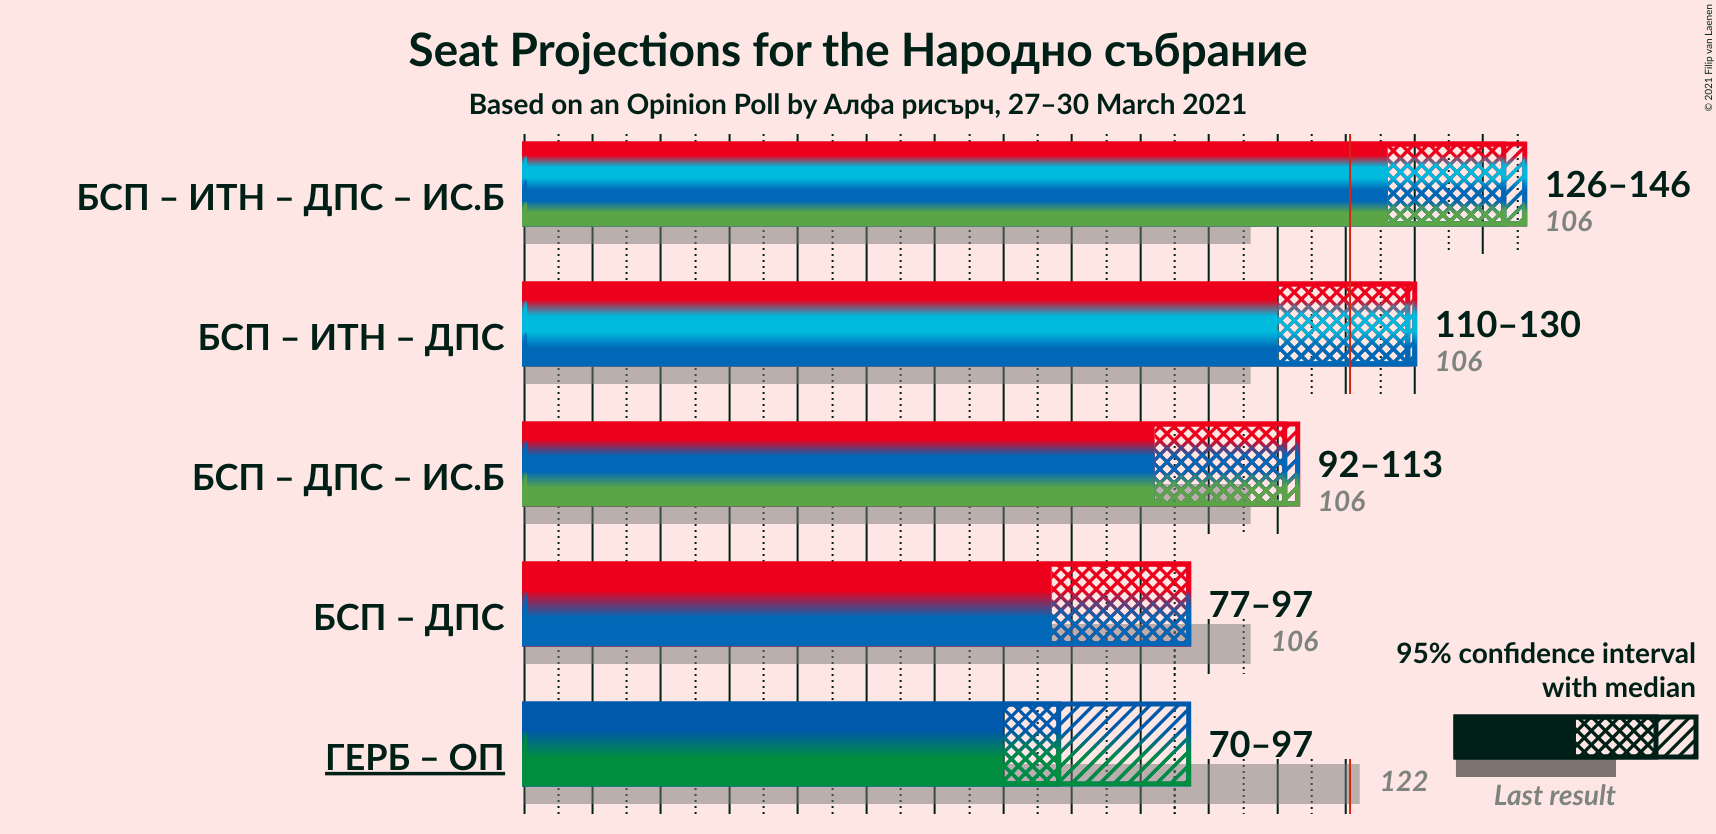 Seat Projections for the Народно събрание
Based on an Opinion Poll by Алфа рисърч, 27–30 March 2021
© 2021 Filip van Laenen
БСП – ИТН – ДПС – ИС.Б
126–146
106
БСП – ИТН – ДПС
110–130
106
БСП – ДПС – ИС.Б
92–113
106
БСП – ДПС
77–97
106
ГЕРБ – ОП
70–97
122
95% confidence interval
with median
Last result